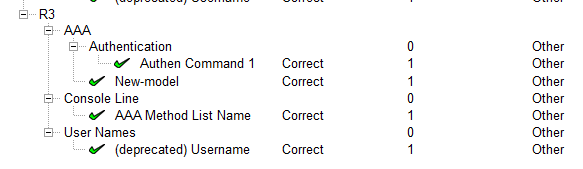 (deprecated) Username Correct 1 Other
R3
AAA
Authentication 0 Other
Authen Command 1 Correct 1 Other
New-model Correct 1 Other
Console Line 0 Other
AAA Method List Name Correct 1 Other
User Names 0 Other
(deprecated) Username Correct 1 Other